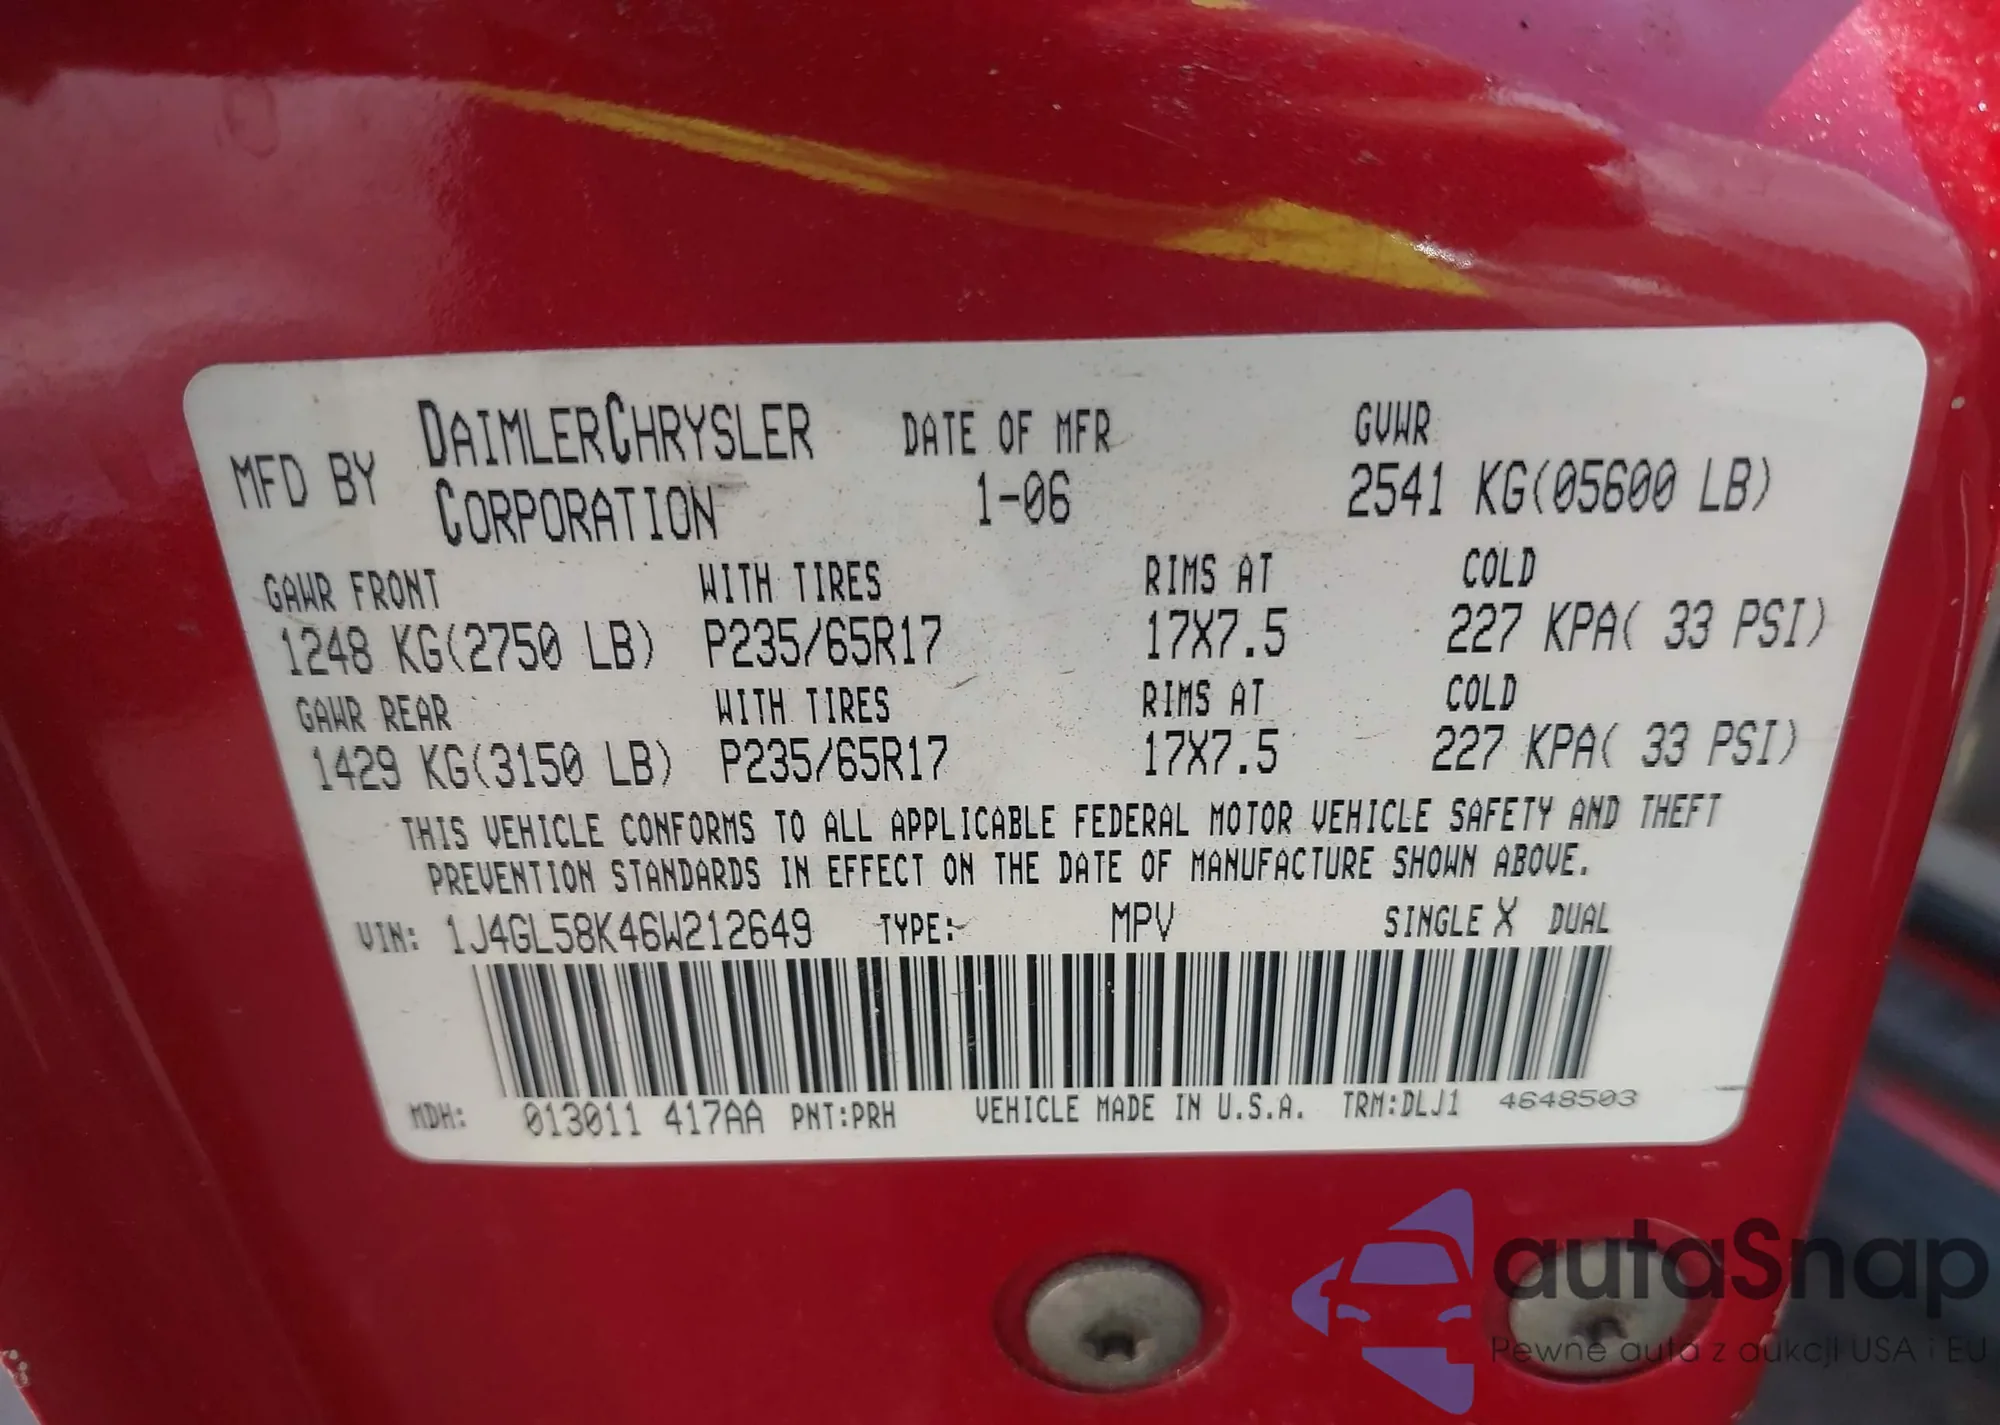 MFD BY DAIMLERCHRYSLER CORPORATION
DATE OF MFR
1-06
GVWR
2541 KG(05600 LB)
GAWR FRONT WITH TIRES RIMS AT COLD
1248 KG(2750 LB) P235/65R17 17X7.5 227 KPA( 33 PSI)
GAWR REAR WITH TIRES RIMS AT COLD
1429 KG(3150 LB) P235/65R17 17X7.5 227 KPA( 33 PSI)
THIS VEHICLE CONFORMS TO ALL APPLICABLE FEDERAL MOTOR VEHICLE SAFETY AND THEFT
PREVENTION STANDARDS IN EFFECT ON THE DATE OF MANUFACTURE SHOWN ABOVE.
VIN: 1J4GL58K46W212649 TYPE: MPV SINGLE X DUAL
MDH: 013011 417AA PNT:PRH VEHICLE MADE IN U.S.A. TRM:DLJ1 4648503
autaSnap
Pewne auta z aukcji USA i EU